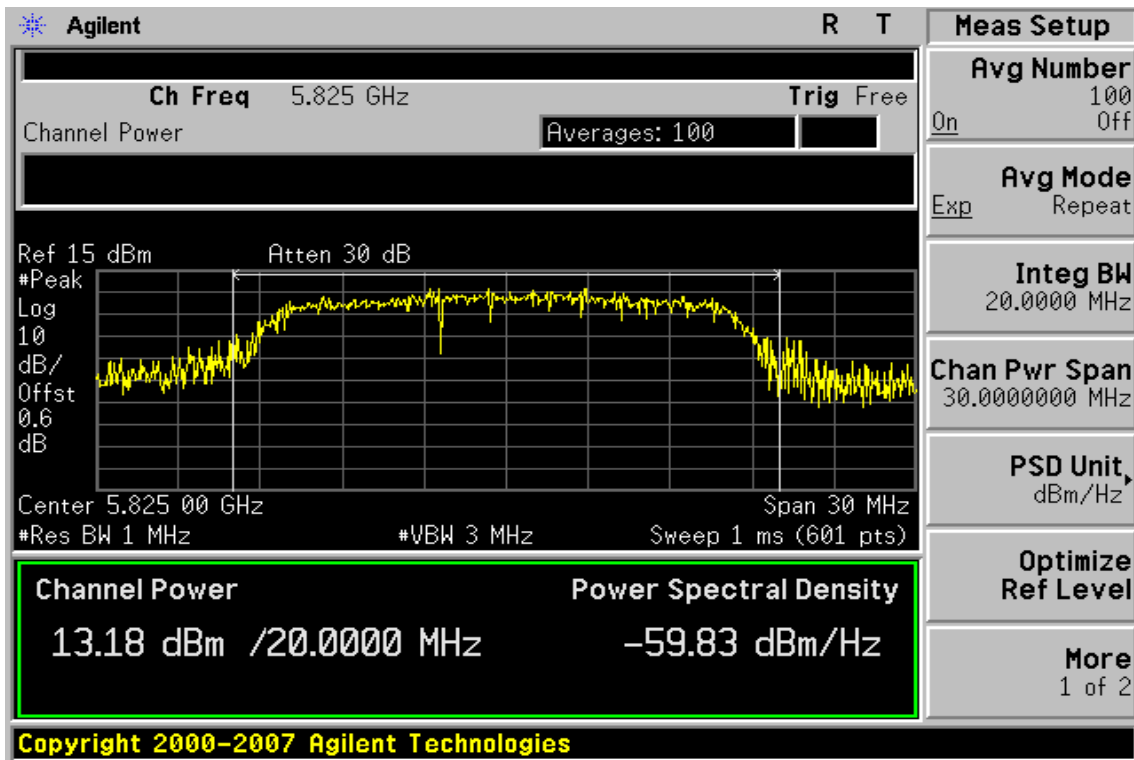 Agilent R T
Ch Freq 5.825 GHz Trig Free
Channel Power Averages: 100
Ref 15 dBm Atten 30 dB
#Peak
Log
10
dB/
Offst
0.6
dB
Center 5.825 00 GHz Span 30 MHz
#Res BW 1 MHz #VBW 3 MHz Sweep 1 ms (601 pts)
Channel Power Power Spectral Density
13.18 dBm /20.0000 MHz -59.83 dBm/Hz
Copyright 2000-2007 Agilent Technologies
Meas Setup
Avg Number
100
On Off
Avg Mode
Exp Repeat
Integ BW
20.0000 MHz
Chan Pwr Span
30.0000000 MHz
PSD Unit
dBm/Hz
Optimize
Ref Level
More
1 of 2